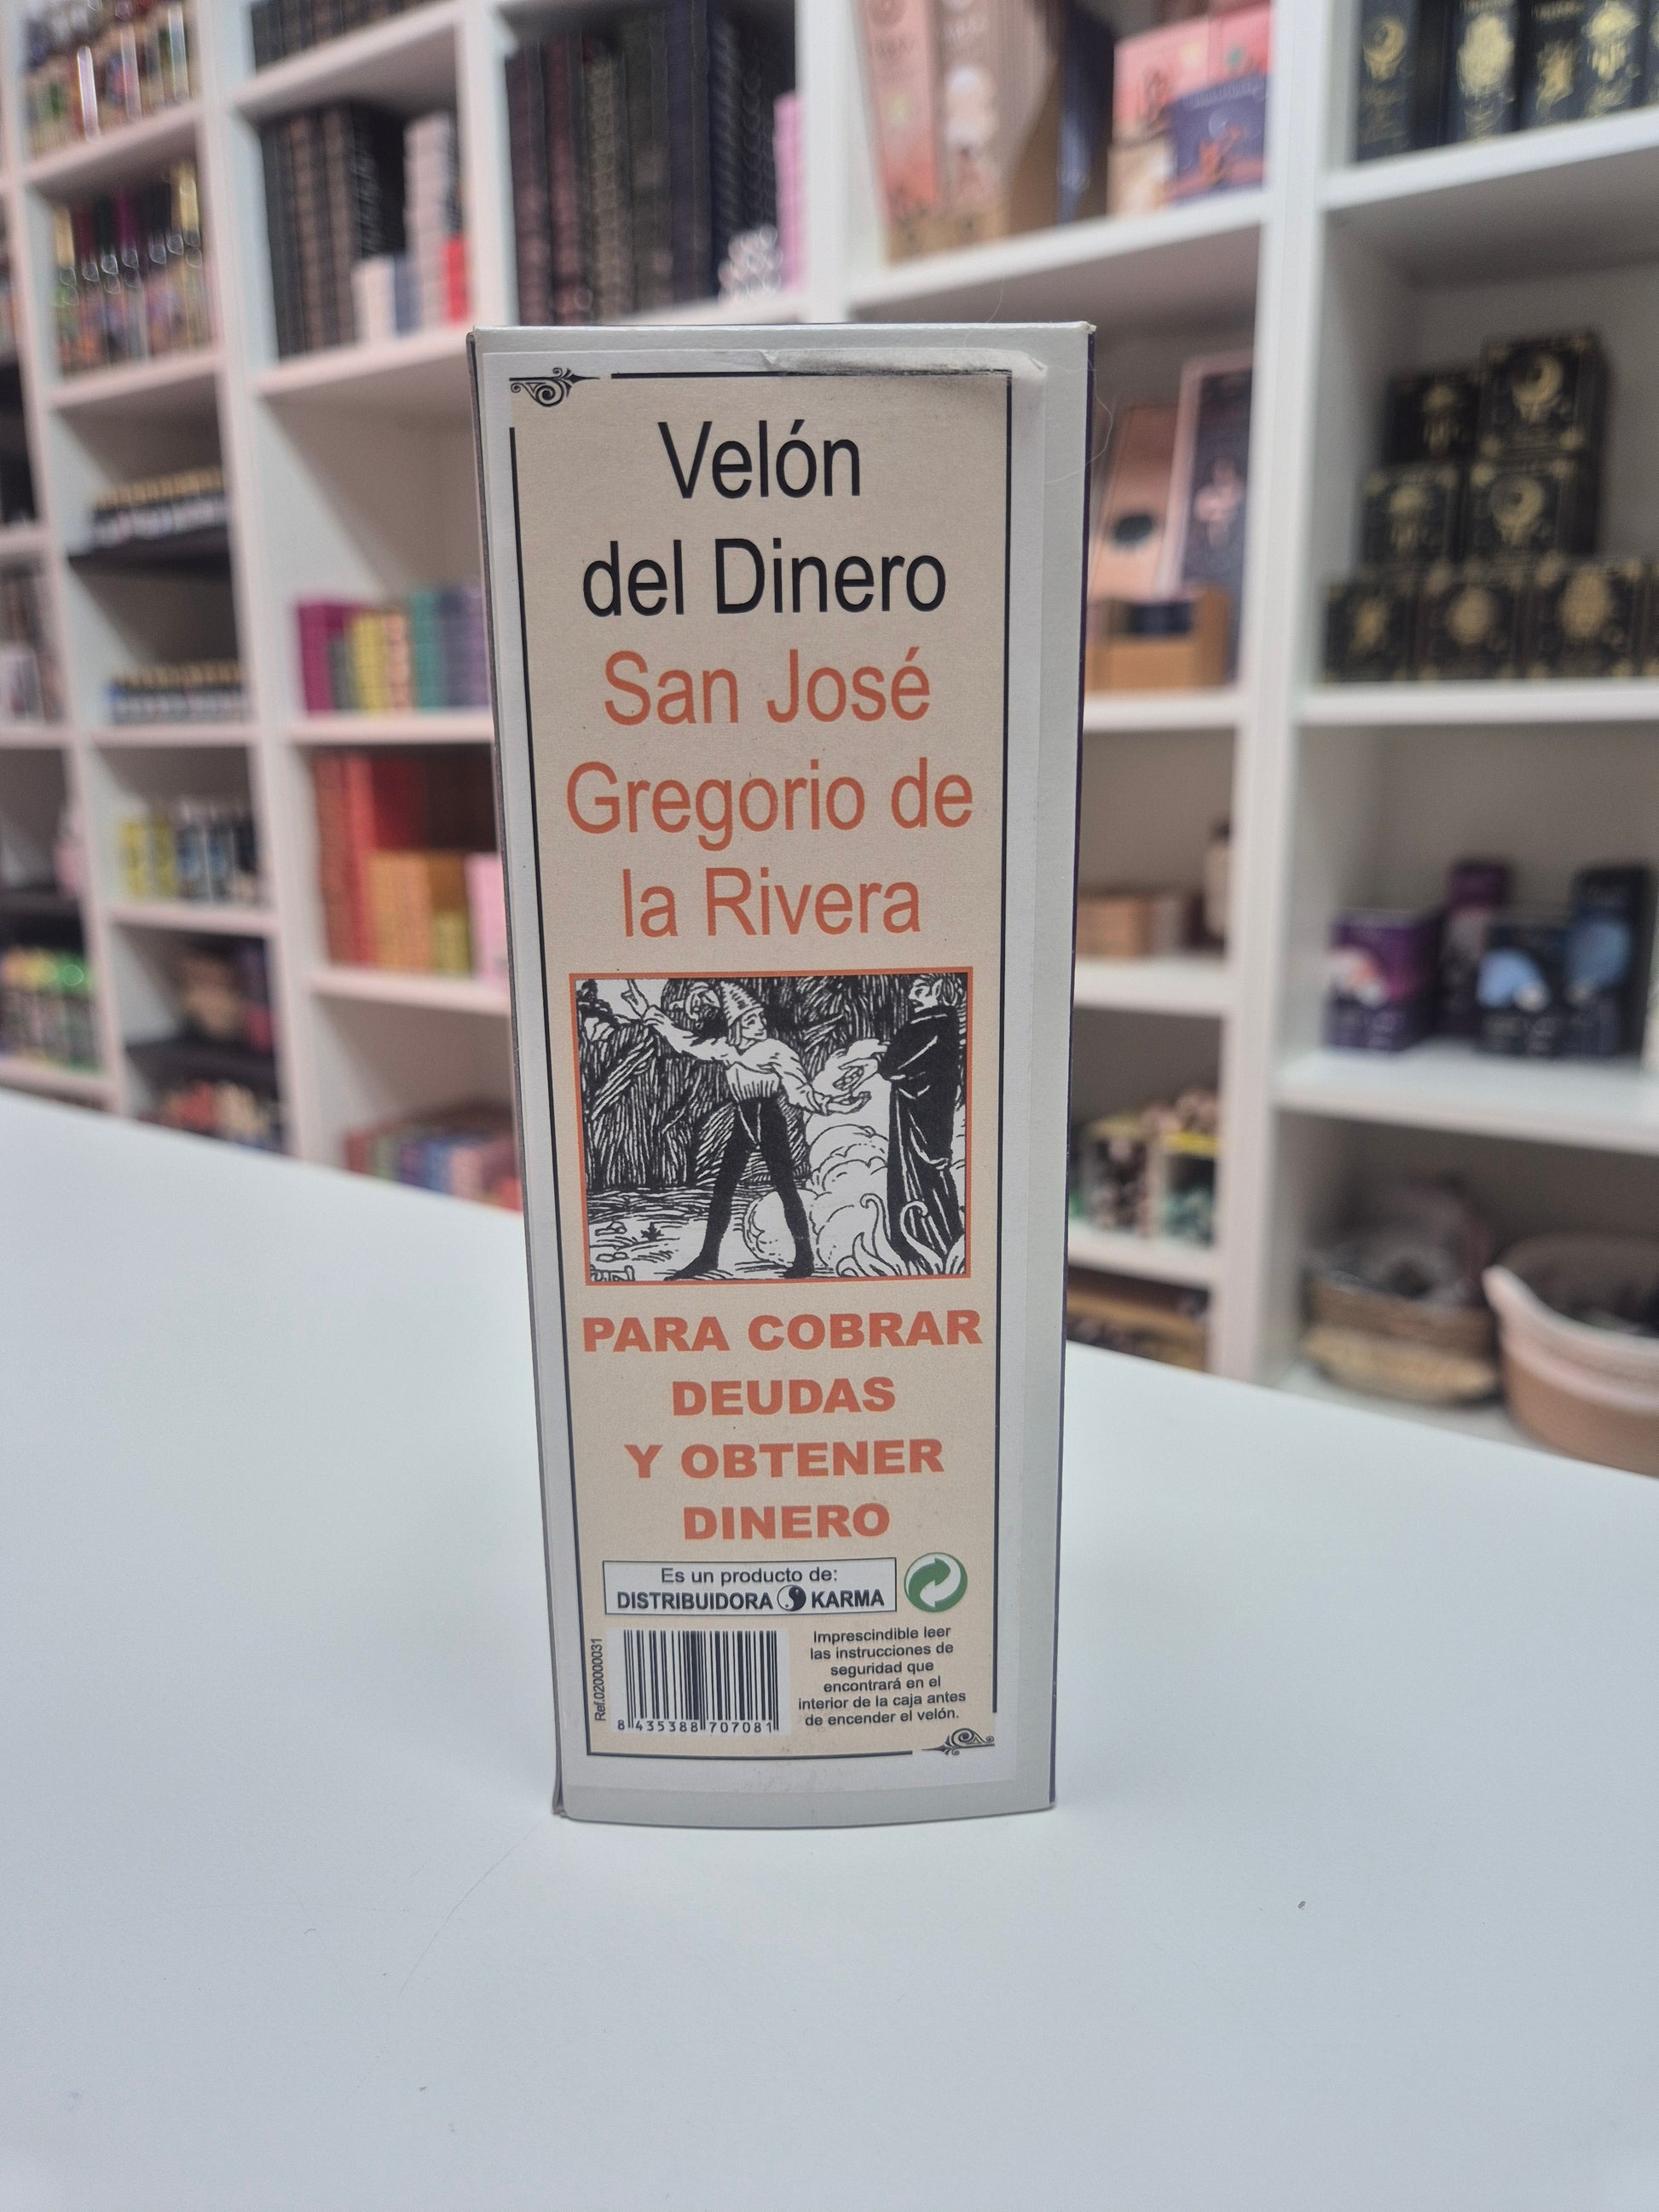 Velón
del Dinero
San José
Gregorio de
la Rivera
PARA COBRAR
DEUDAS
Y OBTENER
DINERO
Es un producto de:
DISTRIBUIDORA KARMA
Ref.020000031
8 435388 707081
Imprescindible leer
las instrucciones de
seguridad que
encontrará en el
interior de la caja antes
de encender el velón.